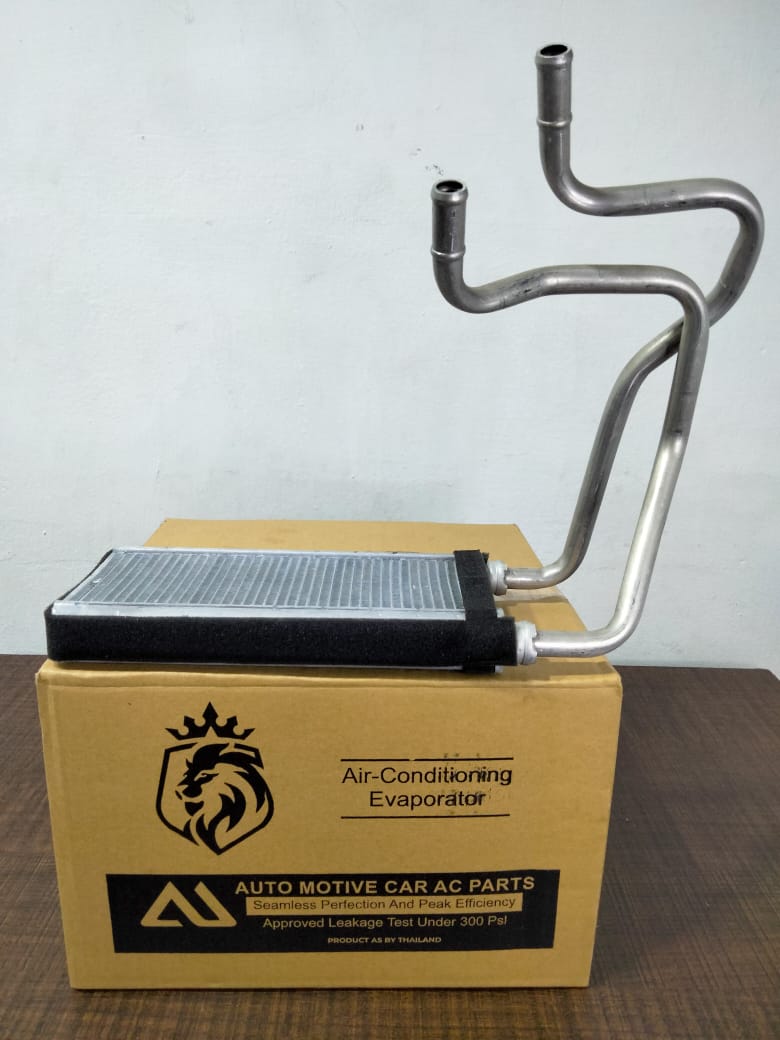 Air-Conditioning
Evaporator
AUTO MOTIVE CAR AC PARTS
Seamless Perfection And Peak Efficiency
Approved Leakage Test Under 300 PsI
PRODUCT AS BY THAILAND